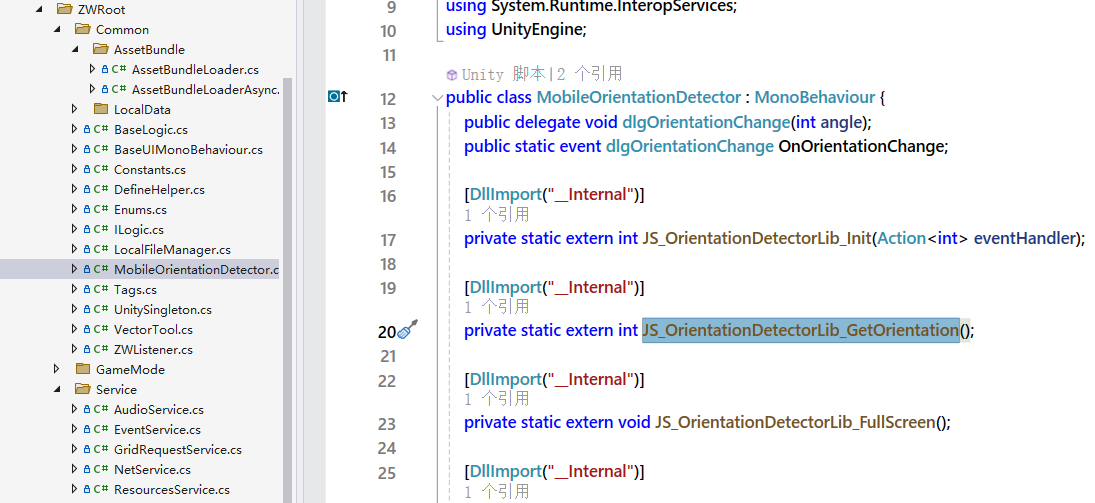 ZWRoot
Common
AssetBundle
AssetBundleLoader.cs
AssetBundleLoaderAsync.
LocalData
BaseLogic.cs
BaseUIMonoBehaviour.cs
Constants.cs
DefineHelper.cs
Enums.cs
ILogic.cs
LocalFileManager.cs
MobileOrientationDetector.c
Tags.cs
UnitySingleton.cs
VectorTool.cs
ZWListener.cs
GameMode
Service
AudioService.cs
EventService.cs
GridRequestService.cs
NetService.cs
ResourcesService.cs
9 using System.Runtime.InteropServices;
10 using UnityEngine;
11
Unity 脚本|2 个引用
12 public class MobileOrientationDetector : MonoBehaviour {
13 public delegate void dlgOrientationChange(int angle);
14 public static event dlgOrientationChange OnOrientationChange;
15
16 [DllImport("__Internal")]
1 个引用
17 private static extern int JS_OrientationDetectorLib_Init(Action<int> eventHandler);
18
19 [DllImport("__Internal")]
1 个引用
20 private static extern int JS_OrientationDetectorLib_GetOrientation();
21
22 [DllImport("__Internal")]
1 个引用
23 private static extern void JS_OrientationDetectorLib_FullScreen();
24
25 [DllImport("__Internal")]
1 个引用